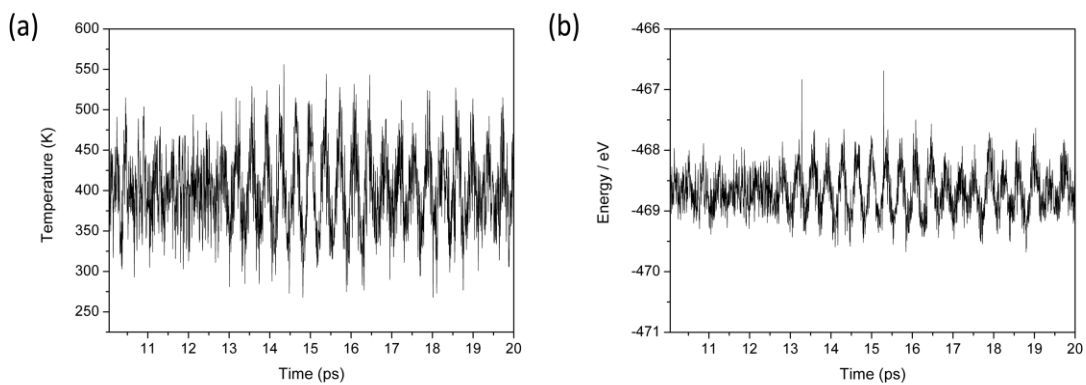 (a)
600
550
500
450
400
350
300
250
Temperature (K)
11 12 13 14 15 16 17 18 19 20
Time (ps)
(b)
-466
-467
-468
-469
-470
-471
Energy / eV
11 12 13 14 15 16 17 18 19 20
Time (ps)